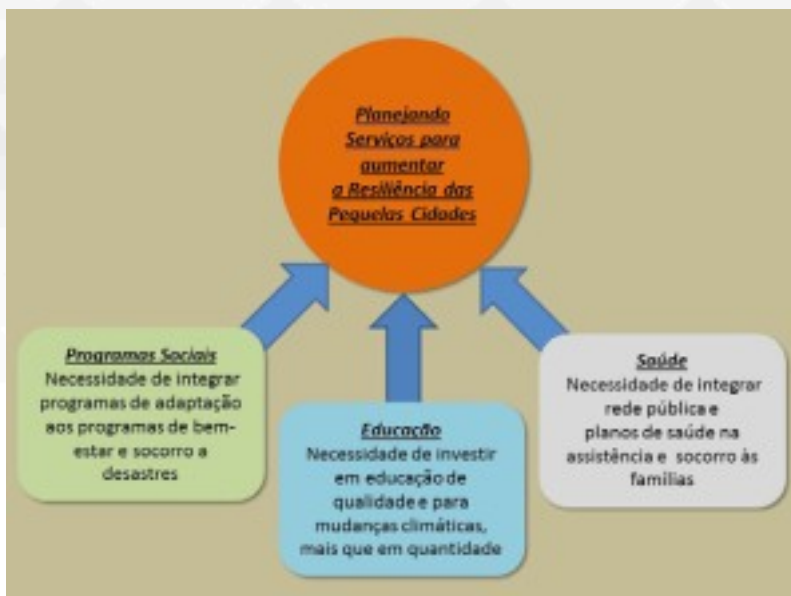 Planejando
Serviços para
aumentar
a Resiliência das
Pequelas Cidades
Programas Sociais
Necessidade de integrar
programas de adaptação
aos programas de bem-
estar e socorro a
desastres
Educação
Necessidade de investir
em educação de
qualidade e para
mudanças climáticas,
mais que em quantidade
Saúde
Necessidade de integrar
rede pública e
planos de saúde na
assistência e socorro às
famílias